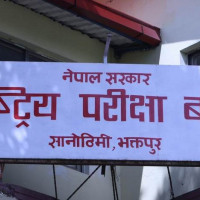 नेपाल सरकार
ष्ट्रिय परीक्षा
सानोठिमी, भक्तपुर